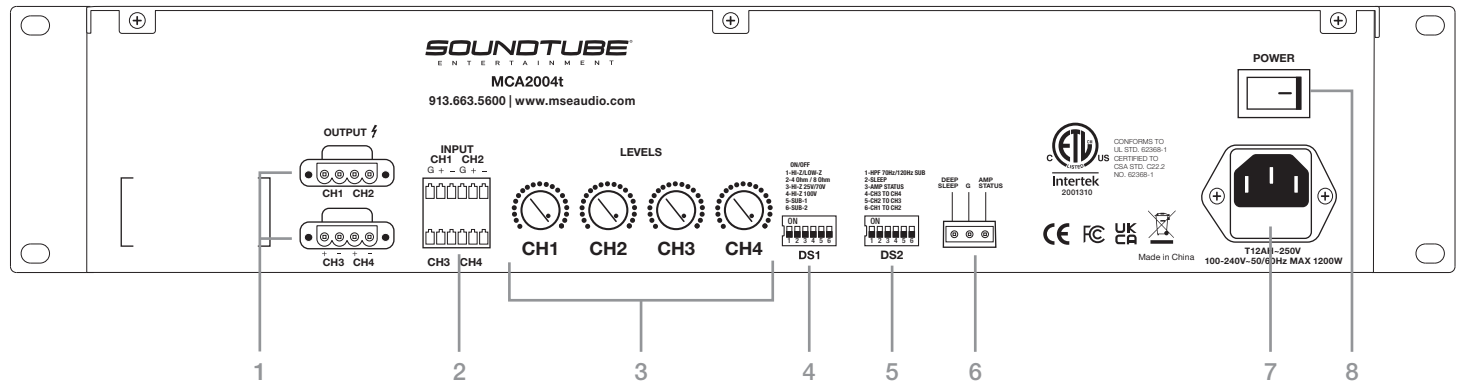 SOUNDTUBE
ENTERTAINMENT
MCA2004t
913.663.5600 | www.mseaudio.com
OUTPUT
CH1 CH2
+ - + -
CH3 CH4
INPUT
CH1 CH2
G + – G + –
CH3 CH4
LEVELS
CH1
CH2
CH3
CH4
ON/OFF
1-HI-Z/LOW-Z
2-4 Ohm / 8 Ohm
3-HI-Z 25V/70V
4-HI-Z 100V
5-SUB-1
6-SUB-2
ON
1 2 3 4 5 6
DS1
1-HPF 70Hz/120Hz SUB
2-SLEEP
3-AMP STATUS
4-CH3 TO CH4
5-CH2 TO CH3
6-CH1 TO CH2
ON
1 2 3 4 5 6
DS2
DEEP SLEEP
G
AMP STATUS
ETL
C US
LISTED
Intertek
2001310
CONFORMS TO
UL STD. 62368-1
CERTIFIED TO
CSA STD. C22.2
NO. 62368-1
CE FC UK CA
Made in China
POWER
T12AH~250V
100-240V~50/60Hz MAX 1200W
1 2 3 4 5 6 7 8